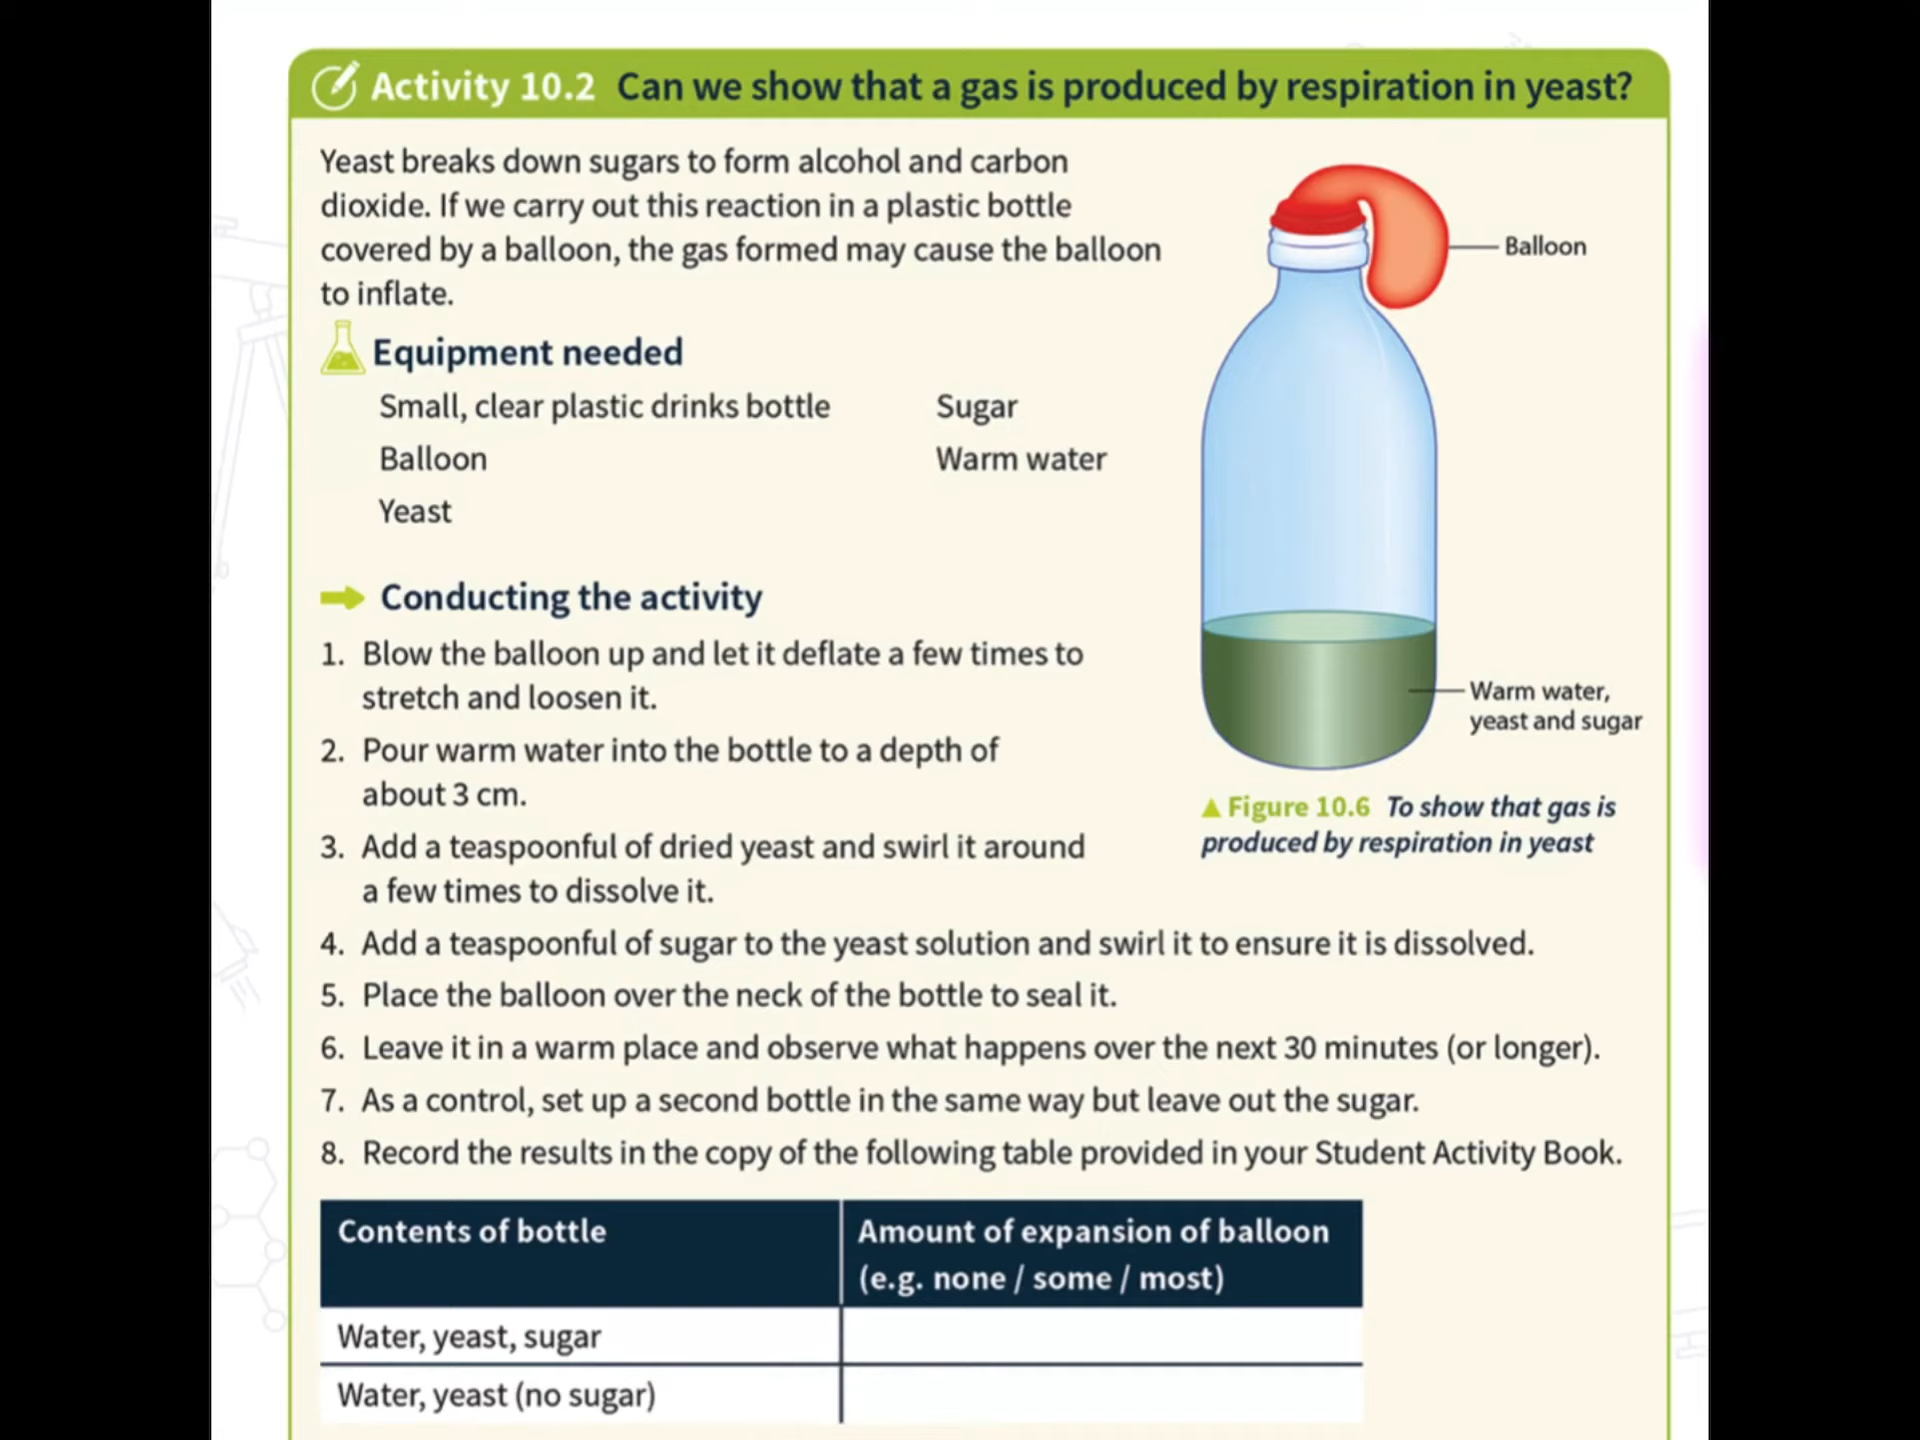 Activity 10.2 Can we show that a gas is produced by respiration in yeast?
Yeast breaks down sugars to form alcohol and carbon
dioxide. If we carry out this reaction in a plastic bottle
covered by a balloon, the gas formed may cause the balloon
to inflate.
Balloon
Equipment needed
Small, clear plastic drinks bottle
Sugar
Balloon
Warm water
Yeast
Conducting the activity
1. Blow the balloon up and let it deflate a few times to
stretch and loosen it.
2. Pour warm water into the bottle to a depth of
about 3 cm.
3. Add a teaspoonful of dried yeast and swirl it around
a few times to dissolve it.
Warm water,
yeast and sugar
▲ Figure 10.6 To show that gas is
produced by respiration in yeast
4. Add a teaspoonful of sugar to the yeast solution and swirl it to ensure it is dissolved.
5. Place the balloon over the neck of the bottle to seal it.
6. Leave it in a warm place and observe what happens over the next 30 minutes (or longer).
7. As a control, set up a second bottle in the same way but leave out the sugar.
8. Record the results in the copy of the following table provided in your Student Activity Book.
Contents of bottle
Amount of expansion of balloon
(e.g. none / some / most)
Water, yeast, sugar
Water, yeast (no sugar)